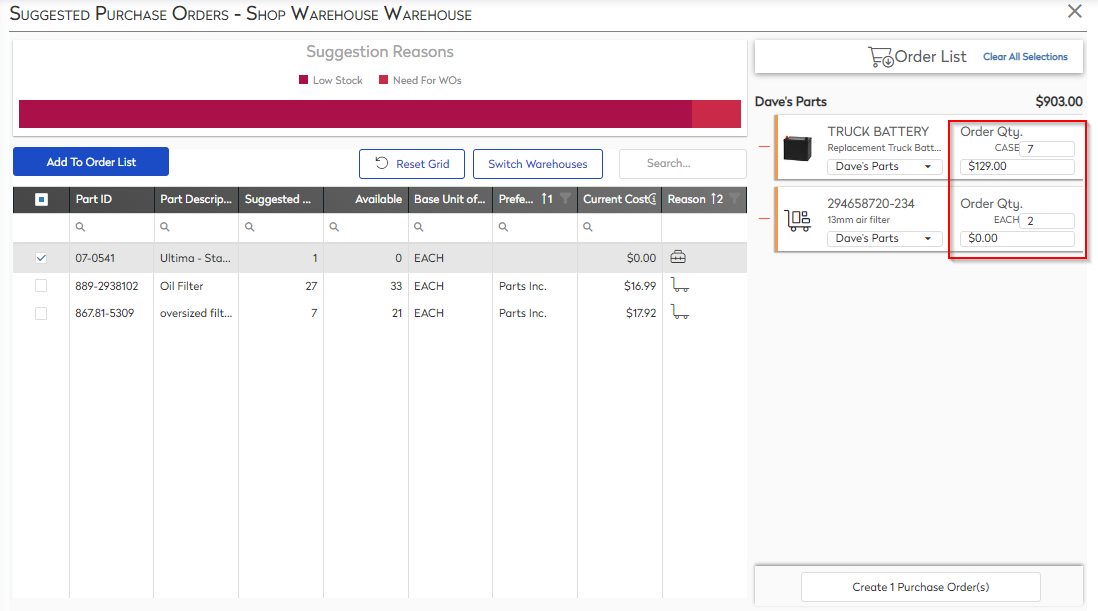 Suggested Purchase Orders - Shop Warehouse Warehouse
Suggestion Reasons
Low Stock Need For WOs
Add To Order List Reset Grid Switch Warehouses Search...
Part ID Part Descrip... Suggested ... Available Base Unit of... Prefe... 1 Current Cost Reason 2
07-0541 Ultima - Sta... 1 0 EACH $0.00
889-2938102 Oil Filter 27 33 EACH Parts Inc. $16.99
867.81-5309 oversized filt... 7 21 EACH Parts Inc. $17.92
Order List Clear All Selections
Dave's Parts $903.00
TRUCK BATTERY Order Qty.
Replacement Truck Batt... CASE 7
Dave's Parts $129.00
294658720-234 Order Qty.
13mm air filter EACH 2
Dave's Parts $0.00
Create 1 Purchase Order(s)